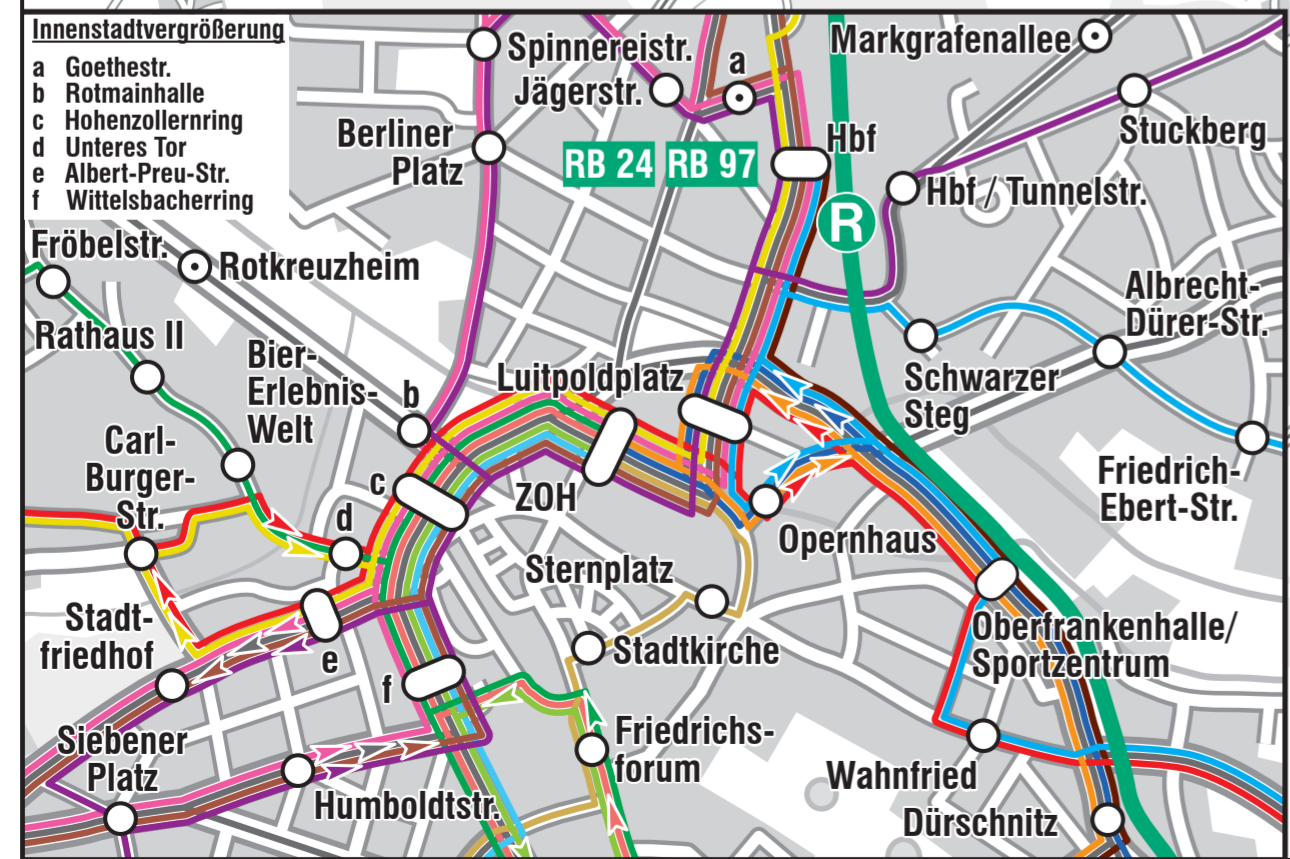 Innenstadtvergrößerung
a Goethestr.
b Rotmainhalle
c Hohenzollernring
d Unteres Tor
e Albert-Preu-Str.
f Wittelsbacherring
Spinnereistr.
Jägerstr.
a
Markgrafenallee
Stuckberg
Berliner
Platz
RB 24
RB 97
Hbf
Hbf / Tunnelstr.
R
Fröbelstr.
Rotkreuzheim
Rathaus II
Bier-
Erlebnis-
Welt
b
Luitpoldplatz
Albrecht-
Dürer-Str.
Schwarzer
Steg
Carl-
Burger-
Str.
c
d
ZOH
Opernhaus
Friedrich-
Ebert-Str.
Sternplatz
Stadt-
friedhof
e
Stadtkirche
Oberfrankenhalle/
Sportzentrum
f
Siebener
Platz
Humboldtstr.
Friedrichs-
forum
Wahnfried
Dürschnitz